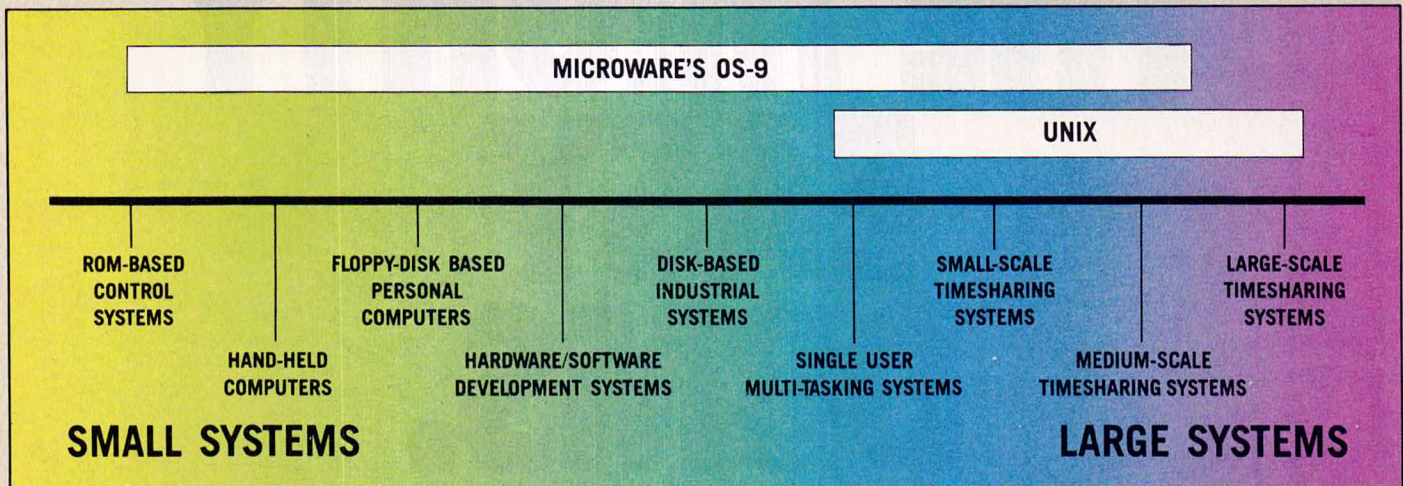 MICROWARE'S OS-9
UNIX
ROM-BASED
CONTROL
SYSTEMS
HAND-HELD
COMPUTERS
FLOPPY-DISK BASED
PERSONAL
COMPUTERS
HARDWARE/SOFTWARE
DEVELOPMENT SYSTEMS
DISK-BASED
INDUSTRIAL
SYSTEMS
SINGLE USER
MULTI-TASKING SYSTEMS
SMALL-SCALE
TIMESHARING
SYSTEMS
MEDIUM-SCALE
TIMESHARING SYSTEMS
LARGE-SCALE
TIMESHARING
SYSTEMS
SMALL SYSTEMS
LARGE SYSTEMS